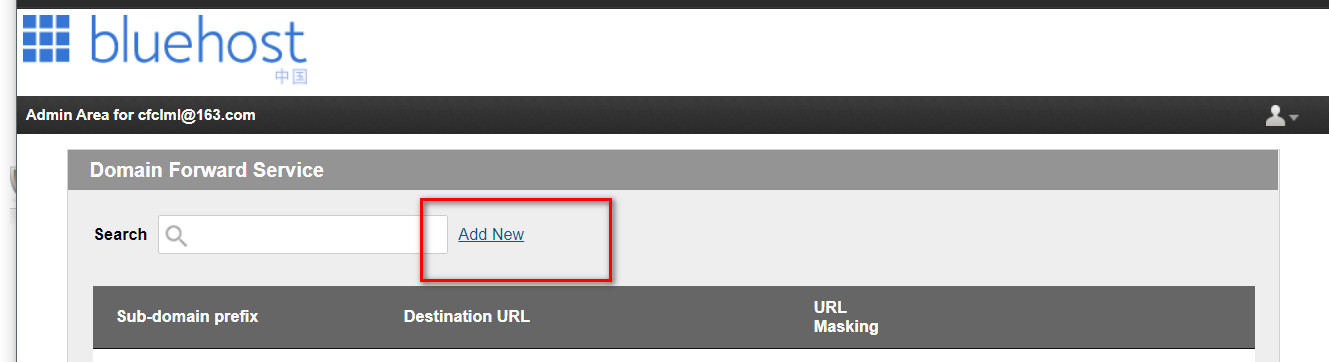 bluehost
中国
Admin Area for cfclml@163.com
Domain Forward Service
Search Add New
Sub-domain prefix Destination URL URL
Masking